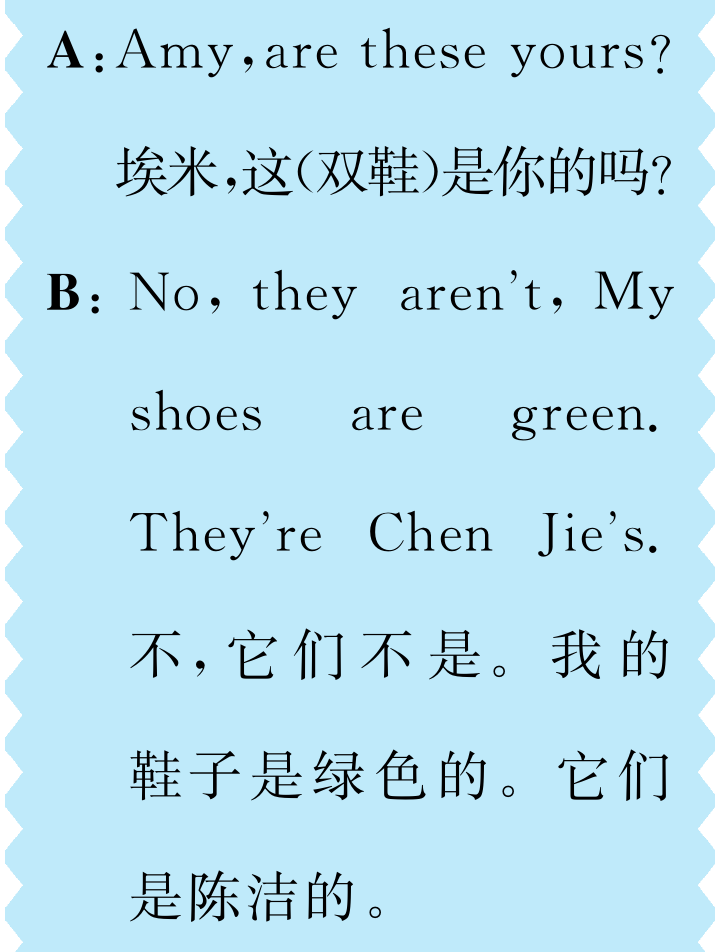 A:Amy,are these yours?
埃米,这(双鞋)是你的吗?
B: No, they aren't, My
shoes are green.
They're Chen Jie's.
不,它们不是。我的
鞋子是绿色的。它们
是陈洁的。